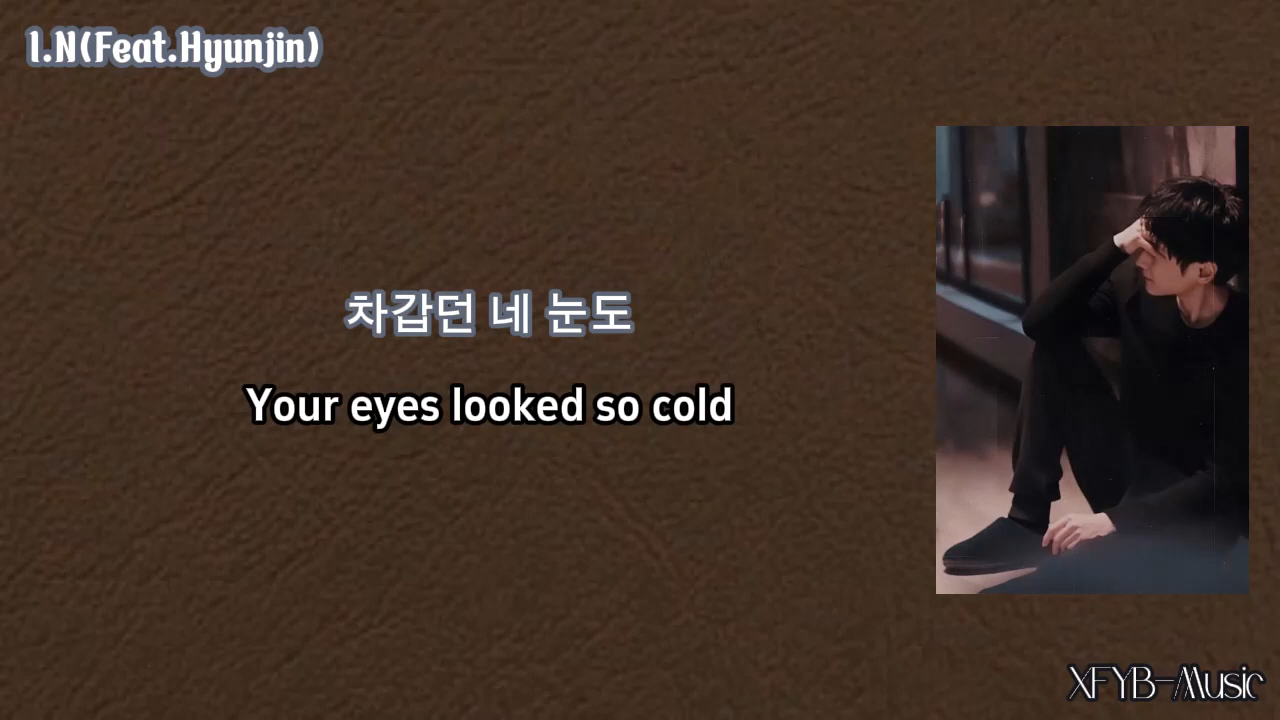 I.N(Feat.Hyunjin)
차갑던 네 눈도
Your eyes looked so cold
XFYB-Music